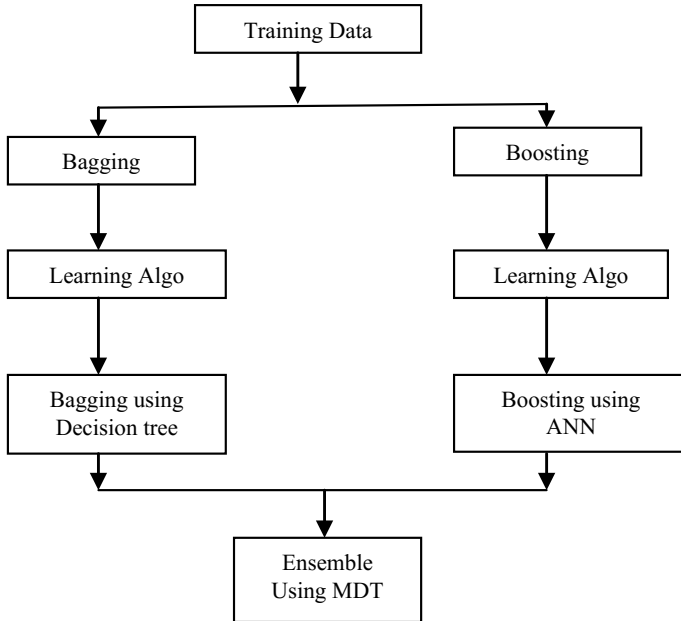 Training Data
Bagging
Boosting
Learning Algo
Learning Algo
Bagging using
Decision tree
Boosting using
ANN
Ensemble
Using MDT